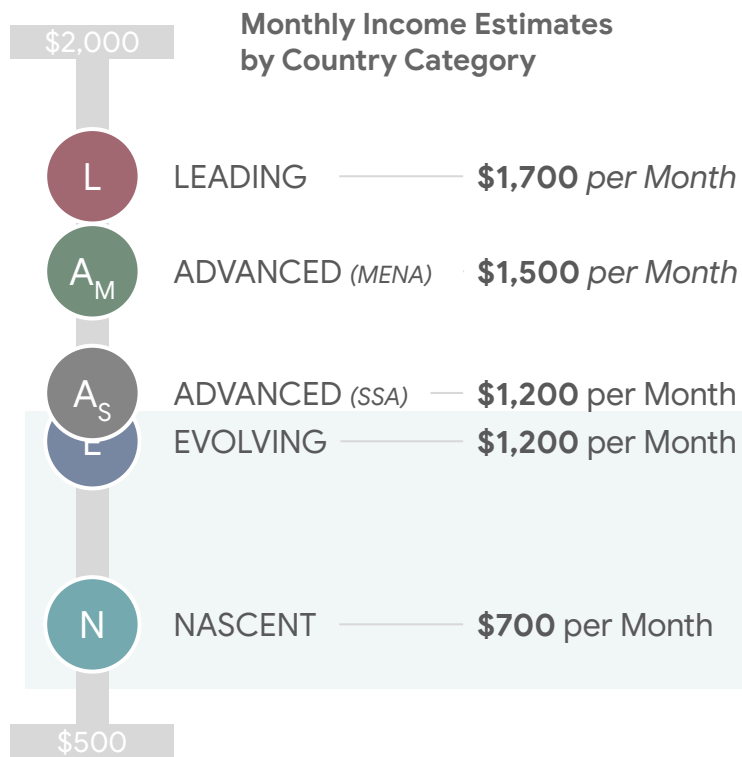 Monthly Income Estimates
by Country Category
$2,000
L LEADING $1,700 per Month
AM ADVANCED (MENA) $1,500 per Month
AS ADVANCED (SSA) $1,200 per Month
E EVOLVING $1,200 per Month
N NASCENT $700 per Month
$500